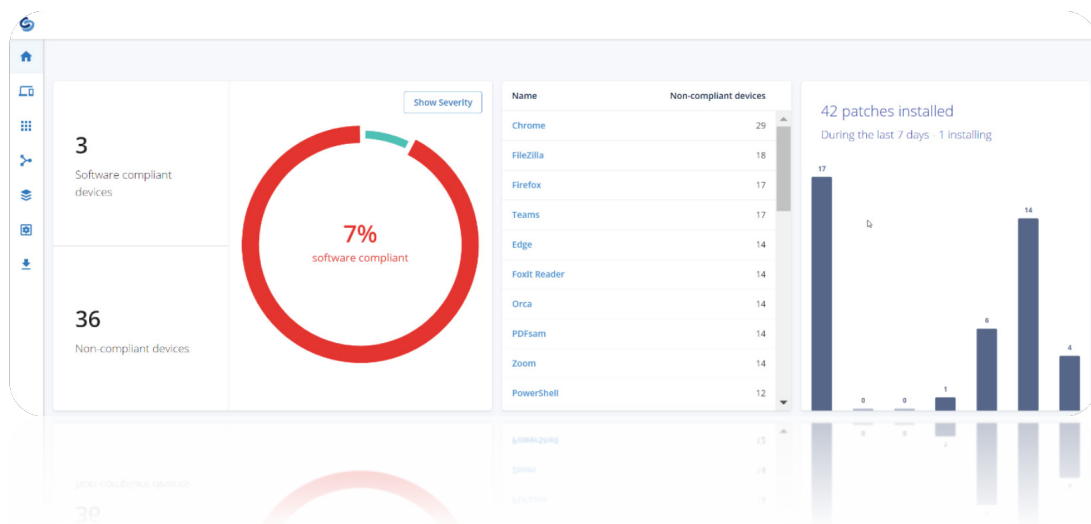 3
Software compliant
devices
36
Non-compliant devices
Show Severity
7%
software compliant
Name Non-compliant devices
Chrome 29
FileZilla 18
Firefox 17
Teams 17
Edge 14
Foxit Reader 14
Orca 14
PDFsam 14
Zoom 14
PowerShell 12
42 patches installed
During the last 7 days - 1 installing
17
0
0
1
6
14
4